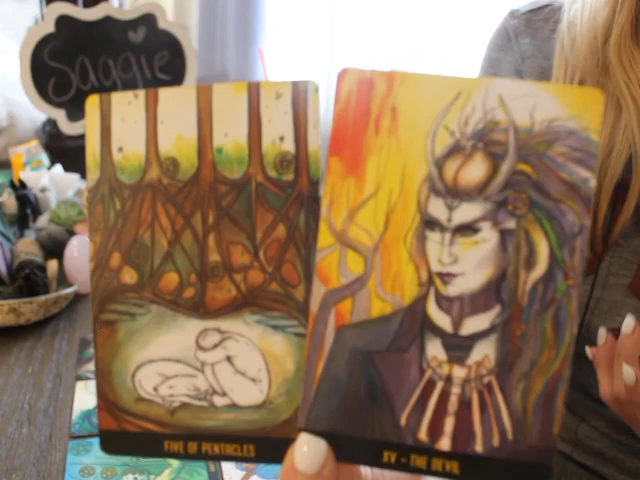 Saggie
FIVE OF PENTACLES
XV - THE DEVIL